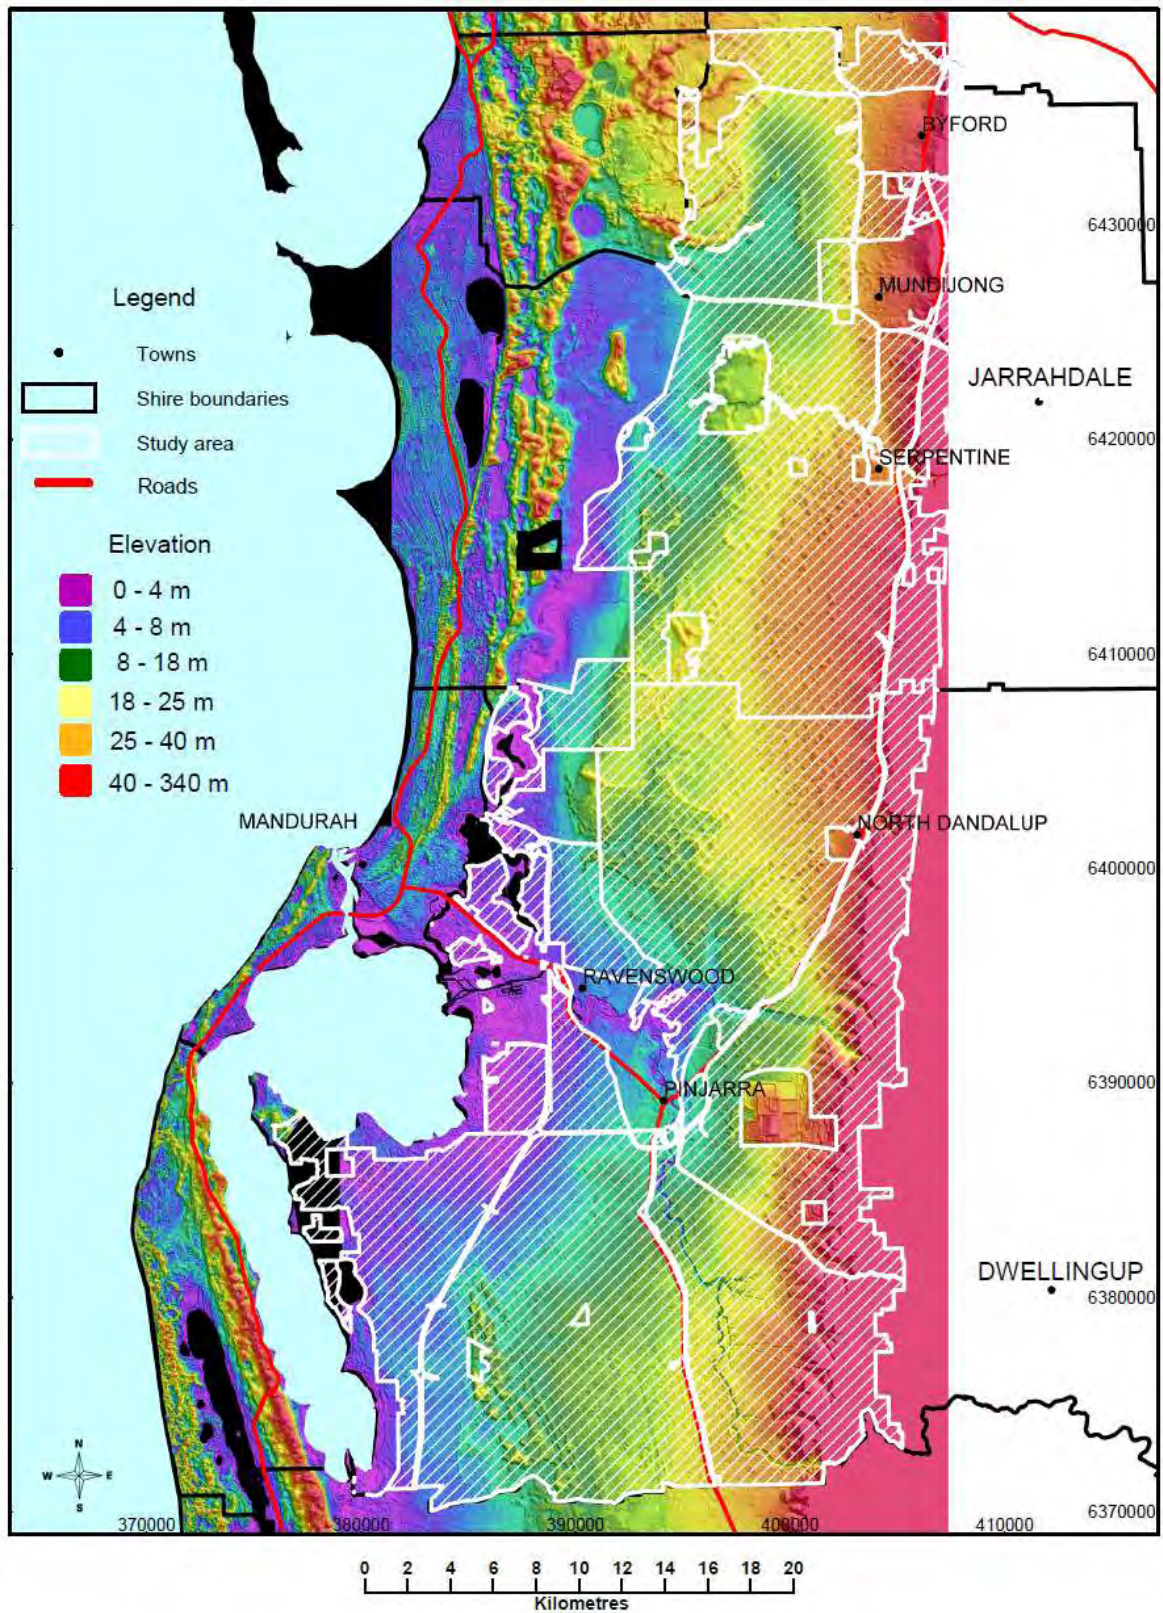 BYFORD
6430000
MUNDIJONG
Legend
Towns
JARRAHDALE
Shire boundaries
Study area
6420000
SERPENTINE
Roads
Elevation
0 - 4 m
4 - 8 m
8 - 18 m
6410000
18 - 25 m
25 - 40 m
40 - 340 m
MANDURAH
NORTH DANDALUP
6400000
RAVENSWOOD
PINJARRA
6390000
DWELLINGUP
6380000
N
W E
S
6370000
370000 380000 390000 400000 410000
0 2 4 6 8 10 12 14 16 18 20
Kilometres